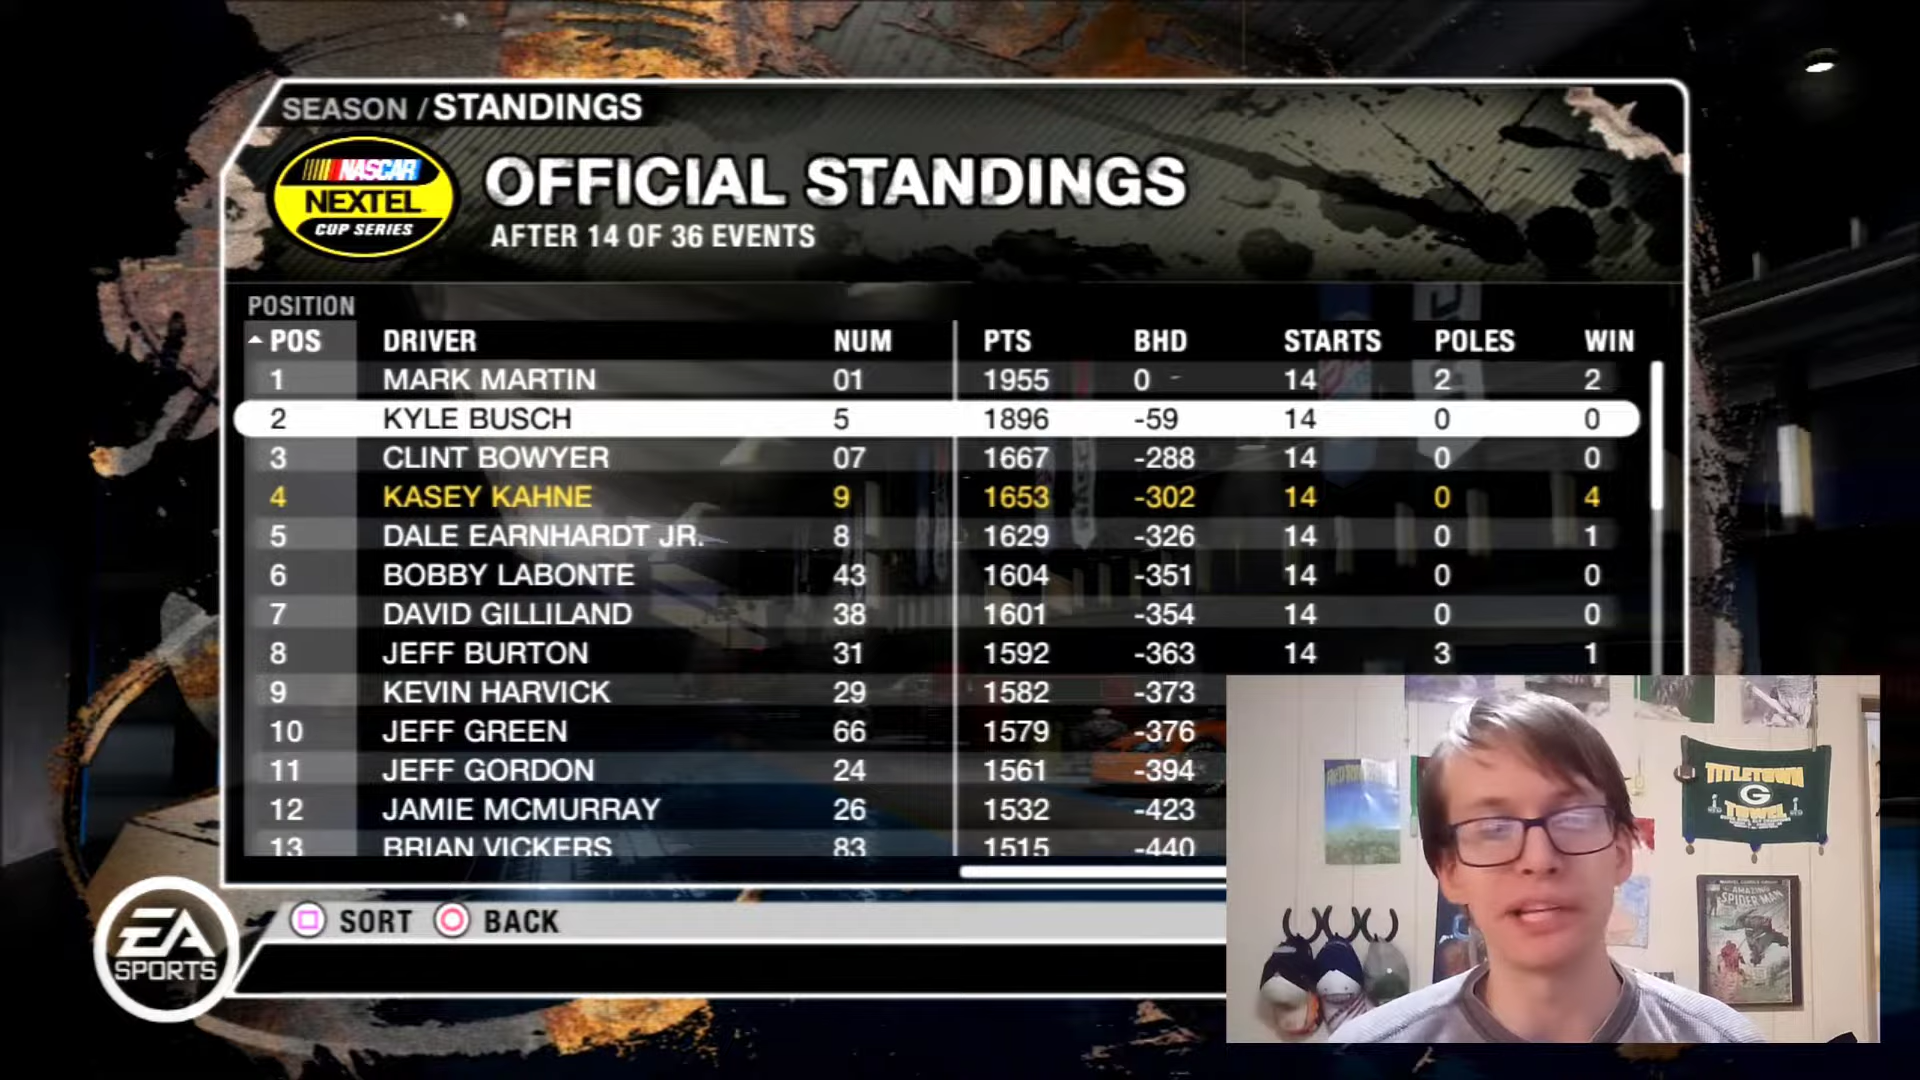 SEASON / STANDINGS
NASCAR
NEXTEL
CUP SERIES
OFFICIAL STANDINGS
AFTER 14 OF 36 EVENTS
POSITION
POS DRIVER NUM PTS BHD STARTS POLES WIN
1 MARK MARTIN 01 1955 0 14 2 2
2 KYLE BUSCH 5 1896 -59 14 0 0
3 CLINT BOWYER 07 1667 -288 14 0 0
4 KASEY KAHNE 9 1653 -302 14 0 4
5 DALE EARNHARDT JR. 8 1629 -326 14 0 1
6 BOBBY LABONTE 43 1604 -351 14 0 0
7 DAVID GILLILAND 38 1601 -354 14 0 0
8 JEFF BURTON 31 1592 -363 14 3 1
9 KEVIN HARVICK 29 1582 -373
10 JEFF GREEN 66 1579 -376
11 JEFF GORDON 24 1561 -394
12 JAMIE MCMURRAY 26 1532 -423
13 BRIAN VICKERS 83 1515 -440
SORT BACK
EA
SPORTS
TITLETOWN
G
TOWEL
AMAZING
SPIDER-MAN